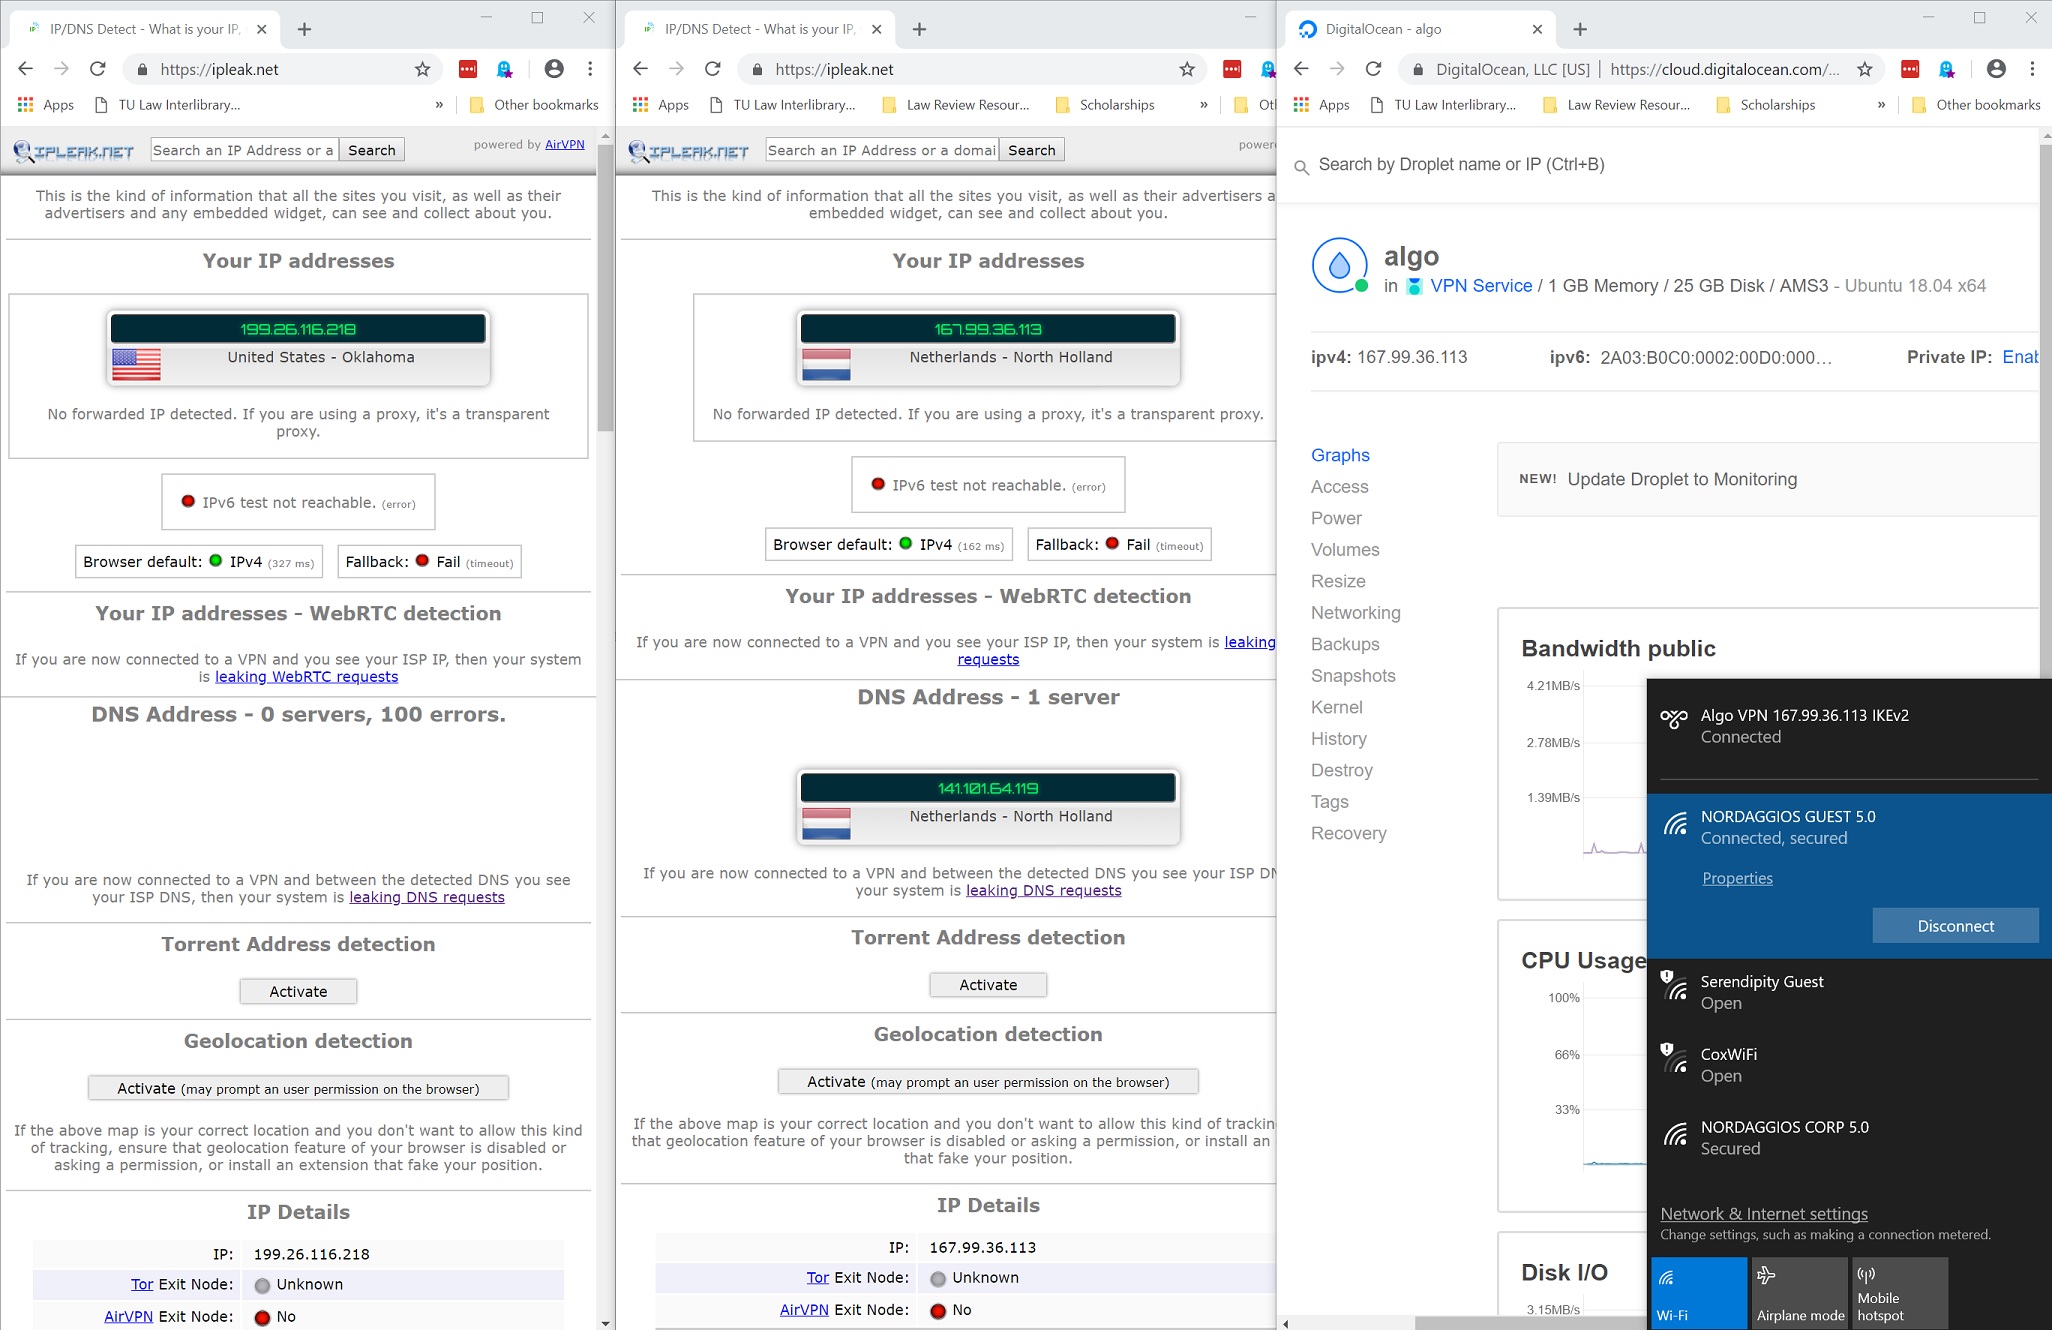 IP/DNS Detect - What is your IP,
https://ipleak.net
Apps
TU Law Interlibrary...
»
Other bookmarks
IPLEAK.NET
Search an IP Address or a
Search
powered by AirVPN
This is the kind of information that all the sites you visit, as well as their
advertisers and any embedded widget, can see and collect about you.
Your IP addresses
199.26.116.218
United States - Oklahoma
No forwarded IP detected. If you are using a proxy, it's a transparent
proxy.
IPv6 test not reachable. (error)
Browser default: IPv4 (327 ms)
Fallback: Fail (timeout)
Your IP addresses - WebRTC detection
If you are now connected to a VPN and you see your ISP IP, then your system
is leaking WebRTC requests
DNS Address - 0 servers, 100 errors.
If you are now connected to a VPN and between the detected DNS you see
your ISP DNS, then your system is leaking DNS requests
Torrent Address detection
Activate
Geolocation detection
Activate (may prompt an user permission on the browser)
If the above map is your correct location and you don't want to allow this kind
of tracking, ensure that geolocation feature of your browser is disabled or
asking a permission, or install an extension that fake your position.
IP Details
IP: 199.26.116.218
Tor Exit Node: Unknown
AirVPN Exit Node: No
IP/DNS Detect - What is your IP,
https://ipleak.net
Apps
TU Law Interlibrary...
Law Review Resour...
Scholarships
»
Ot
IPLEAK.NET
Search an IP Address or a domai
Search
power
This is the kind of information that all the sites you visit, as well as their advertisers a
embedded widget, can see and collect about you.
Your IP addresses
167.99.36.113
Netherlands - North Holland
No forwarded IP detected. If you are using a proxy, it's a transparent proxy.
IPv6 test not reachable. (error)
Browser default: IPv4 (162 ms)
Fallback: Fail (timeout)
Your IP addresses - WebRTC detection
If you are now connected to a VPN and you see your ISP IP, then your system is leaking
requests
DNS Address - 1 server
141.101.64.119
Netherlands - North Holland
If you are now connected to a VPN and between the detected DNS you see your ISP DN
your system is leaking DNS requests
Torrent Address detection
Activate
Geolocation detection
Activate (may prompt an user permission on the browser)
If the above map is your correct location and you don't want to allow this kind of trackin
that geolocation feature of your browser is disabled or asking a permission, or install an
that fake your position.
IP Details
IP: 167.99.36.113
Tor Exit Node: Unknown
AirVPN Exit Node: No
DigitalOcean - algo
DigitalOcean, LLC [US] | https://cloud.digitalocean.com/...
Apps
TU Law Interlibrary...
Law Review Resour...
Scholarships
»
Other bookmarks
Search by Droplet name or IP (Ctrl+B)
algo
in VPN Service / 1 GB Memory / 25 GB Disk / AMS3 - Ubuntu 18.04 x64
ipv4: 167.99.36.113
ipv6: 2A03:B0C0:0002:00D0:000...
Private IP: Enab
Graphs
Access
Power
Volumes
Resize
Networking
Backups
Snapshots
Kernel
History
Destroy
Tags
Recovery
NEW! Update Droplet to Monitoring
Bandwidth public
4.21MB/s
2.78MB/s
1.39MB/s
CPU Usage
100%
66%
33%
Disk I/O
3.15MB/s
Algo VPN 167.99.36.113 IKEv2
Connected
NORDAGGIOS GUEST 5.0
Connected, secured
Properties
Disconnect
Serendipity Guest
Open
CoxWiFi
Open
NORDAGGIOS CORP 5.0
Secured
Network & Internet settings
Change settings, such as making a connection metered.
Wi-Fi
Airplane mode
Mobile
hotspot